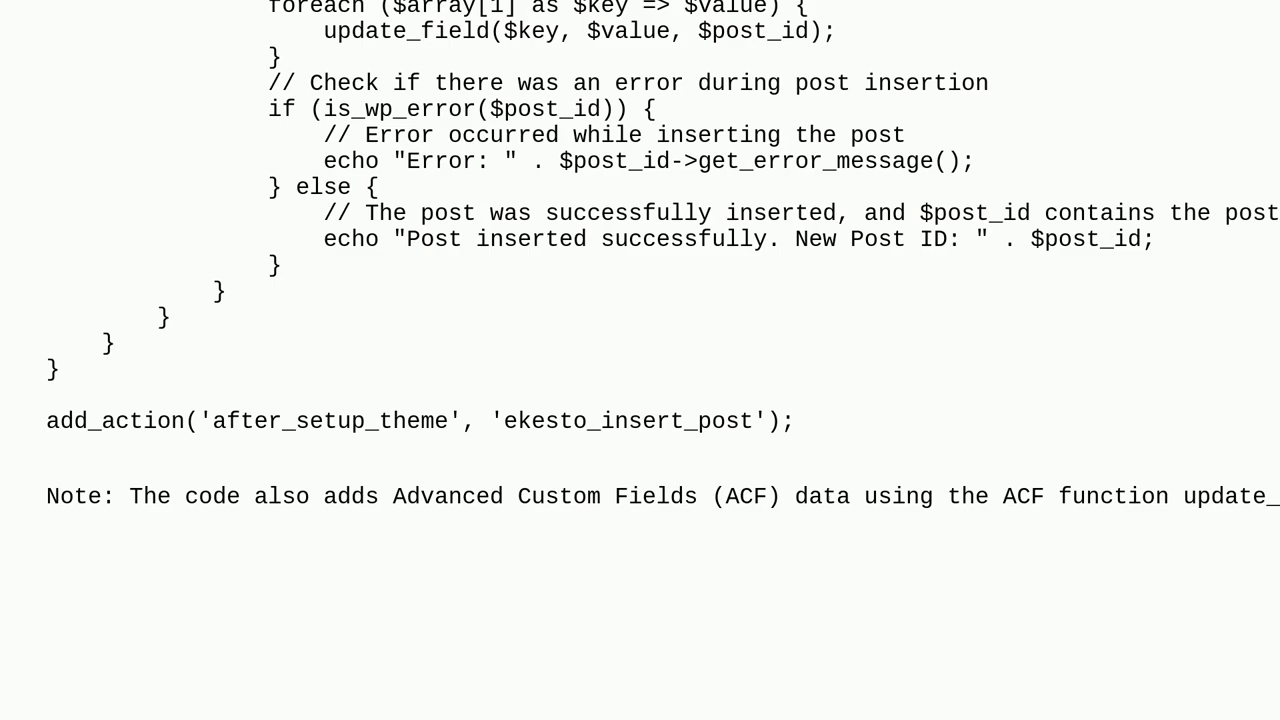 foreach ($array[1] as $key => $value) {
update_field($key, $value, $post_id);
}
// Check if there was an error during post insertion
if (is_wp_error($post_id)) {
// Error occurred while inserting the post
echo "Error: " . $post_id->get_error_message();
} else {
// The post was successfully inserted, and $post_id contains the post
echo "Post inserted successfully. New Post ID: " . $post_id;
}
}
}
}
}
add_action('after_setup_theme', 'ekesto_insert_post');
Note: The code also adds Advanced Custom Fields (ACF) data using the ACF function update_